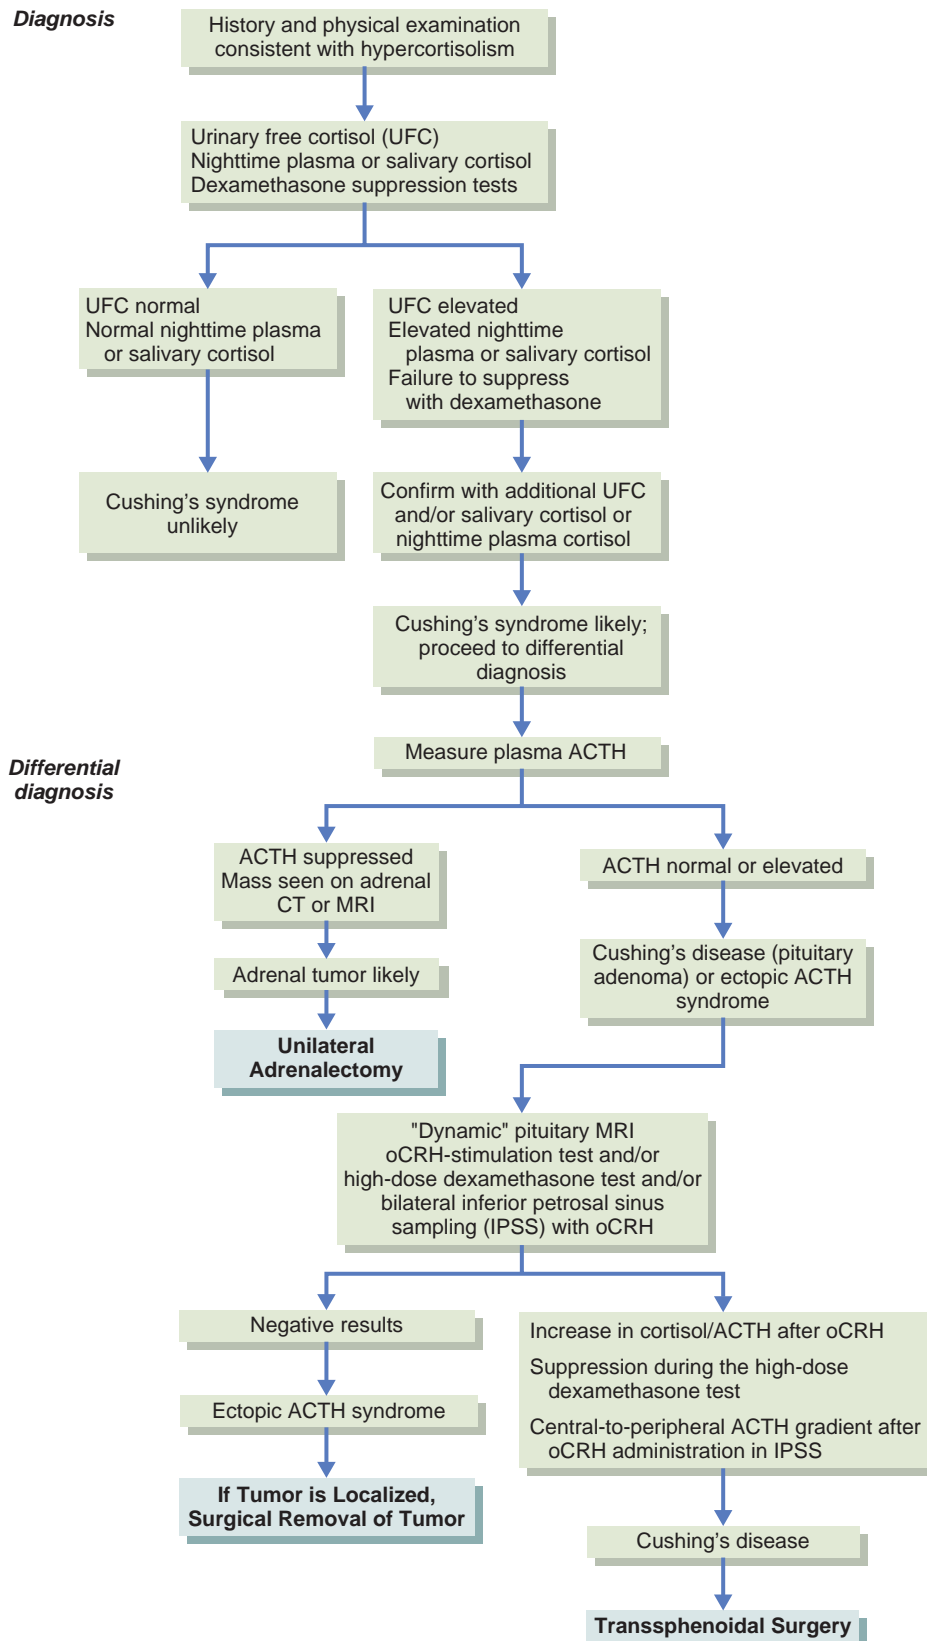 Diagnosis
History and physical examination
consistent with hypercortisolism
Urinary free cortisol (UFC)
Nighttime plasma or salivary cortisol
Dexamethasone suppression tests
UFC normal
Normal nighttime plasma
or salivary cortisol
UFC elevated
Elevated nighttime
plasma or salivary cortisol
Failure to suppress
with dexamethasone
Cushing's syndrome
unlikely
Confirm with additional UFC
and/or salivary cortisol or
nighttime plasma cortisol
Cushing's syndrome likely;
proceed to differential
diagnosis
Measure plasma ACTH
Differential
diagnosis
ACTH suppressed
Mass seen on adrenal
CT or MRI
ACTH normal or elevated
Adrenal tumor likely
Cushing's disease (pituitary
adenoma) or ectopic ACTH
syndrome
Unilateral
Adrenalectomy
"Dynamic" pituitary MRI
oCRH-stimulation test and/or
high-dose dexamethasone test and/or
bilateral inferior petrosal sinus
sampling (IPSS) with oCRH
Negative results
Ectopic ACTH syndrome
If Tumor is Localized,
Surgical Removal of Tumor
Increase in cortisol/ACTH after oCRH
Suppression during the high-dose
dexamethasone test
Central-to-peripheral ACTH gradient after
oCRH administration in IPSS
Cushing's disease
Transsphenoidal Surgery